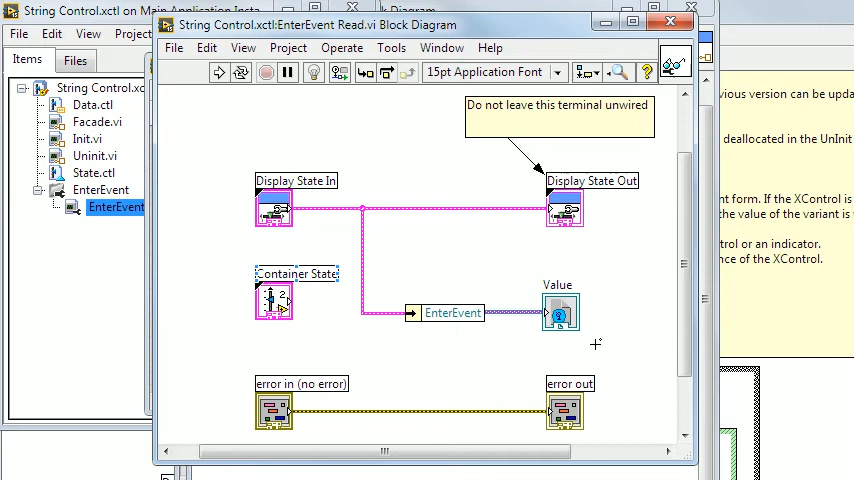 String Control.xctl on Main Application Insta
k Diagram
File Edit View Project
Items Files
String Control.xc
Data.ctl
Facade.vi
Init.vi
Uninit.vi
State.ctl
EnterEvent
EnterEvent
String Control.xctl:EnterEvent Read.vi Block Diagram
File Edit View Project Operate Tools Window Help
15pt Application Font
Do not leave this terminal unwired
Display State In
Display State Out
Container State
2
Value
EnterEvent
error in (no error)
error out
vious version can be upda
deallocated in the UnInit
nt form. If the XControl is
the value of the variant is
ntrol or an indicator.
nce of the XControl.